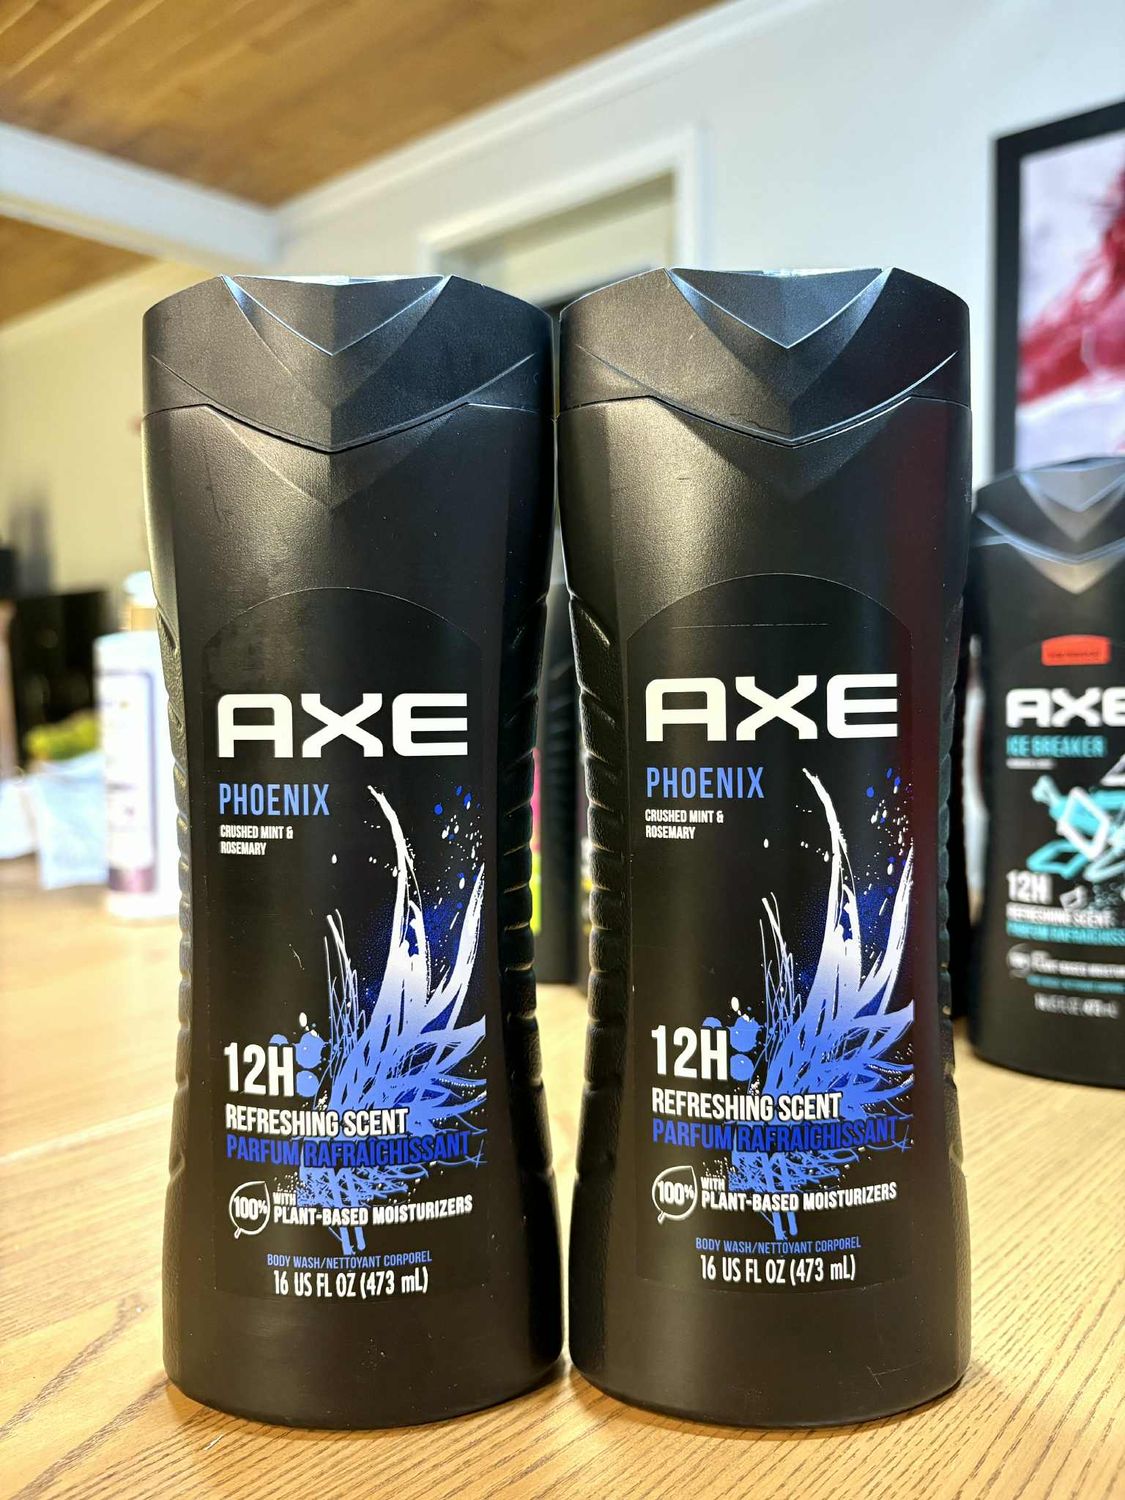 AXE
PHOENIX
CRUSHED MINT &
ROSEMARY
12H
REFRESHING SCENT
PARFUM RAFRAÎCHISSANT
100%
WITH
PLANT-BASED MOISTURIZERS
BODY WASH/NETTOYANT CORPOREL
16 US FL OZ (473 mL)
AXE
PHOENIX
CRUSHED MINT &
ROSEMARY
12H
REFRESHING SCENT
PARFUM RAFRAÎCHISSANT
100%
WITH
PLANT-BASED MOISTURIZERS
BODY WASH/NETTOYANT CORPOREL
16 US FL OZ (473 mL)
AXE
ICE BREAKER
12H
REFRESHING SCENT